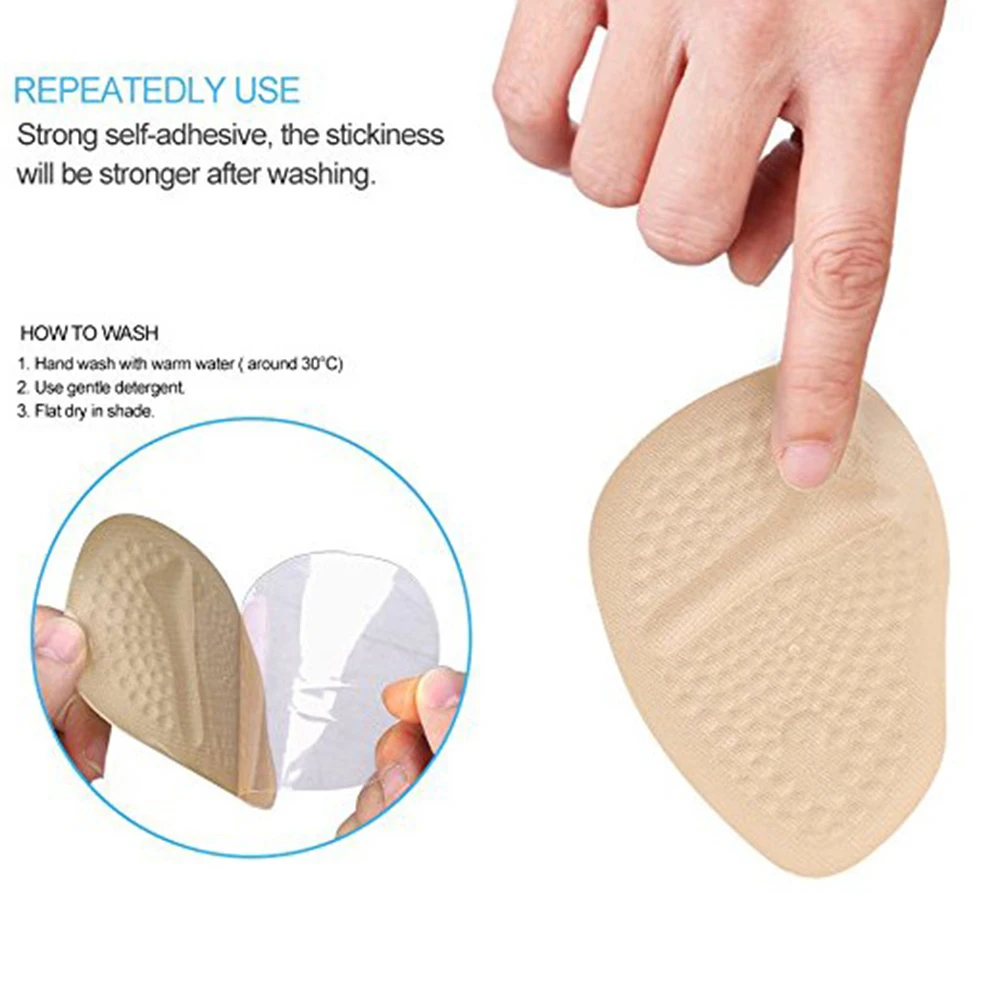 REPEATEDLY USE
Strong self-adhesive, the stickiness
will be stronger after washing.
HOW TO WASH
1. Hand wash with warm water ( around 30°C)
2. Use gentle detergent.
3. Flat dry in shade.